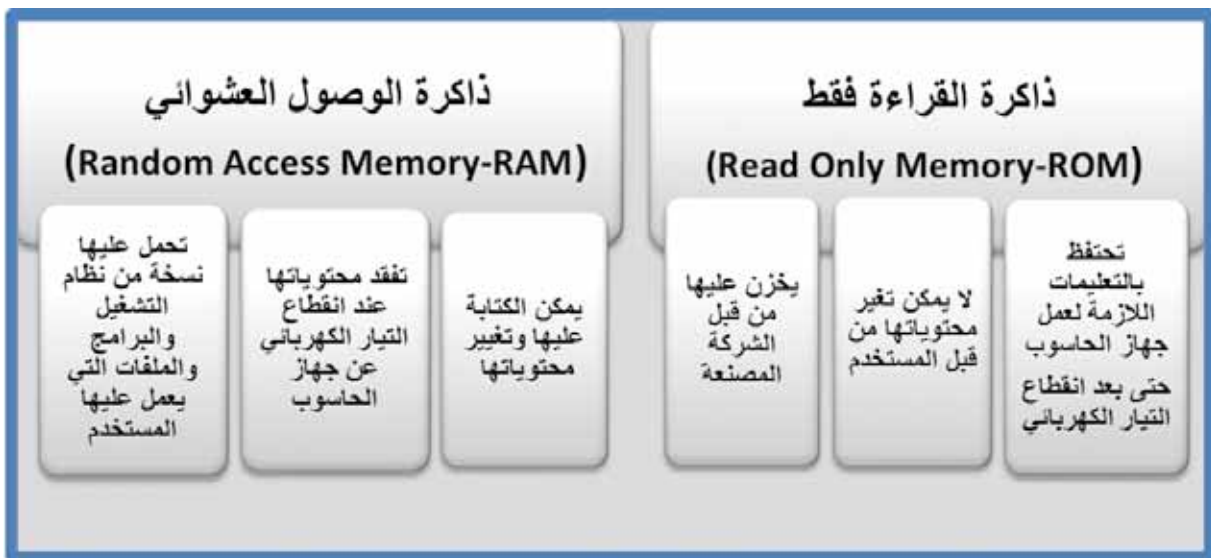 ذاكرة القراءة فقط
(Read Only Memory-ROM)
تحتفظ
بالتعليمات
اللازمة لعمل
جهاز الحاسوب
حتى بعد انقطاع
التيار الكهربائي
لا يمكن تغير
محتوياتها من
قبل المستخدم
يخزن عليها
من قبل
الشركة
المصنعة
ذاكرة الوصول العشوائي
(Random Access Memory-RAM)
يمكن الكتابة
عليها وتغيير
محتوياتها
تفقد محتوياتها
عند انقطاع
التيار الكهربائي
عن جهاز
الحاسوب
تحمل عليها
نسخة من نظام
التشغيل
والبرامج
والملفات التي
يعمل عليها
المستخدم